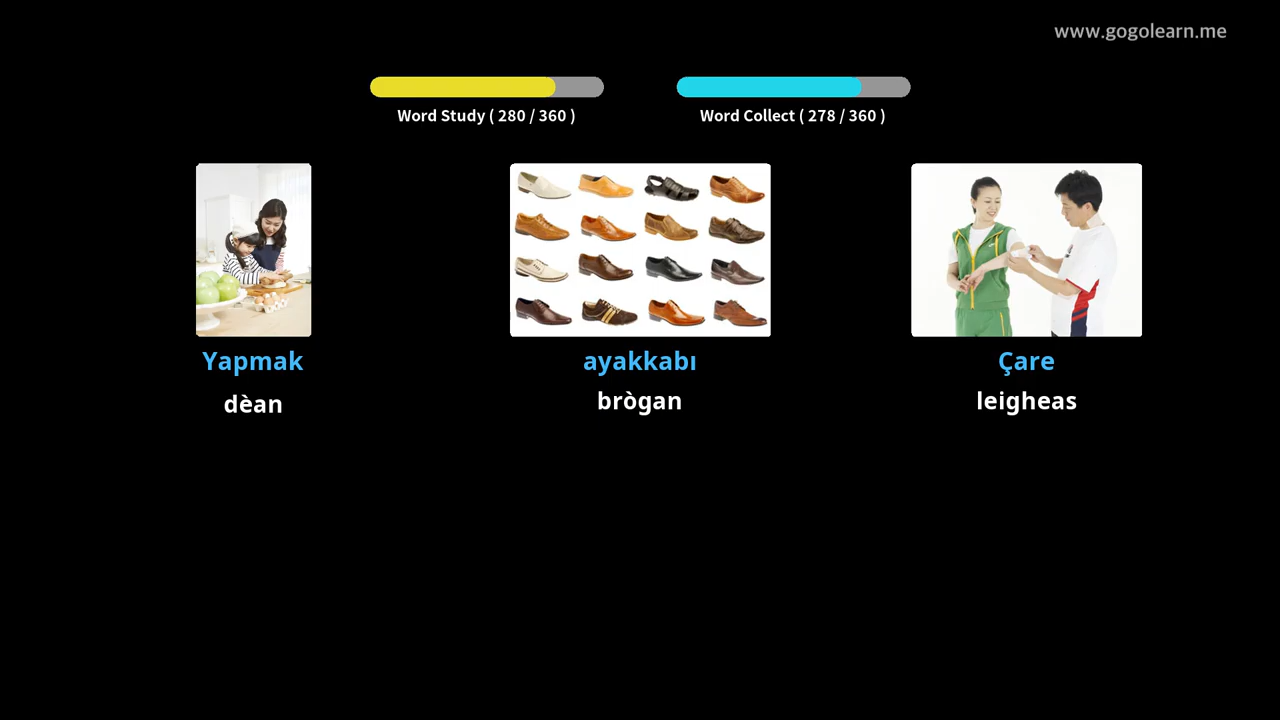 www.gogolearn.me
Word Study ( 280 / 360 )
Word Collect ( 278 / 360 )
Yapmak
dèan
ayakkabı
brògan
Çare
leigheas